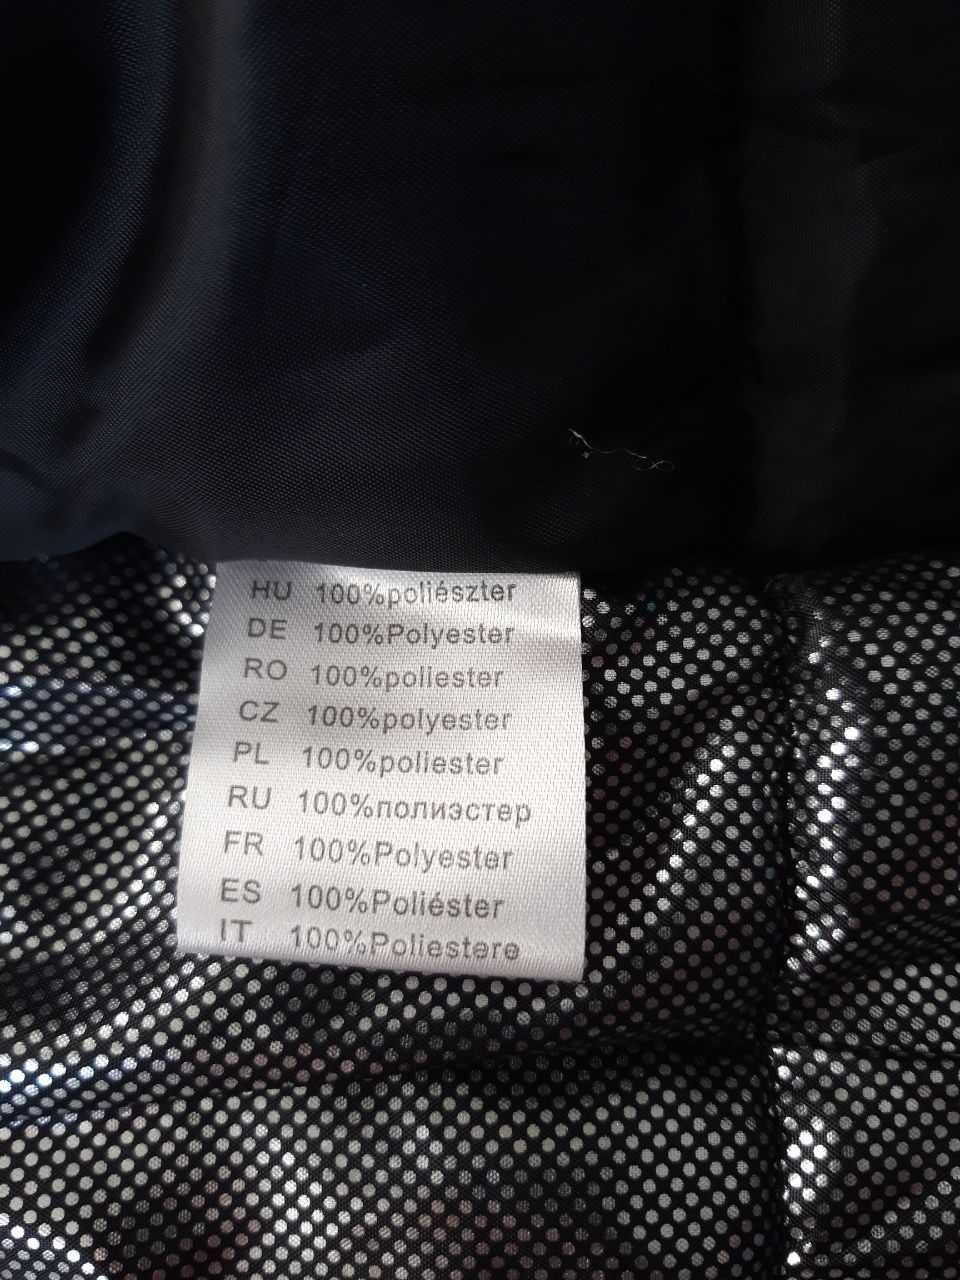 HU 100%poliészter
DE 100%Polyester
RO 100%poliester
CZ 100%polyester
PL 100%poliester
RU 100%полиэстер
FR 100%Polyester
ES 100%Poliéster
IT 100%Poliestere